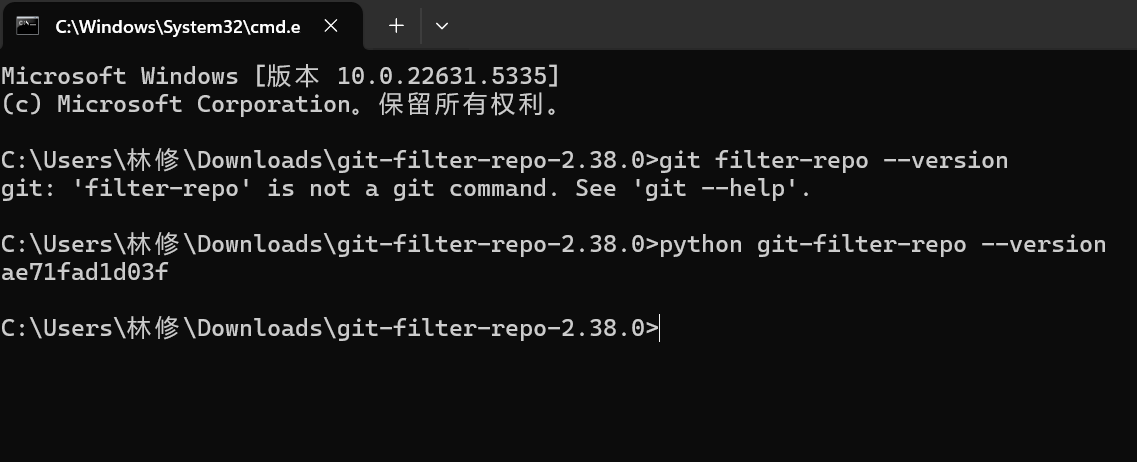 C:\Windows\System32\cmd.e
Microsoft Windows [版本 10.0.22631.5335]
(c) Microsoft Corporation。保留所有权利。
C:\Users\林修\Downloads\git-filter-repo-2.38.0>git filter-repo --version
git: 'filter-repo' is not a git command. See 'git --help'.
C:\Users\林修\Downloads\git-filter-repo-2.38.0>python git-filter-repo --version
ae71fad1d03f
C:\Users\林修\Downloads\git-filter-repo-2.38.0>